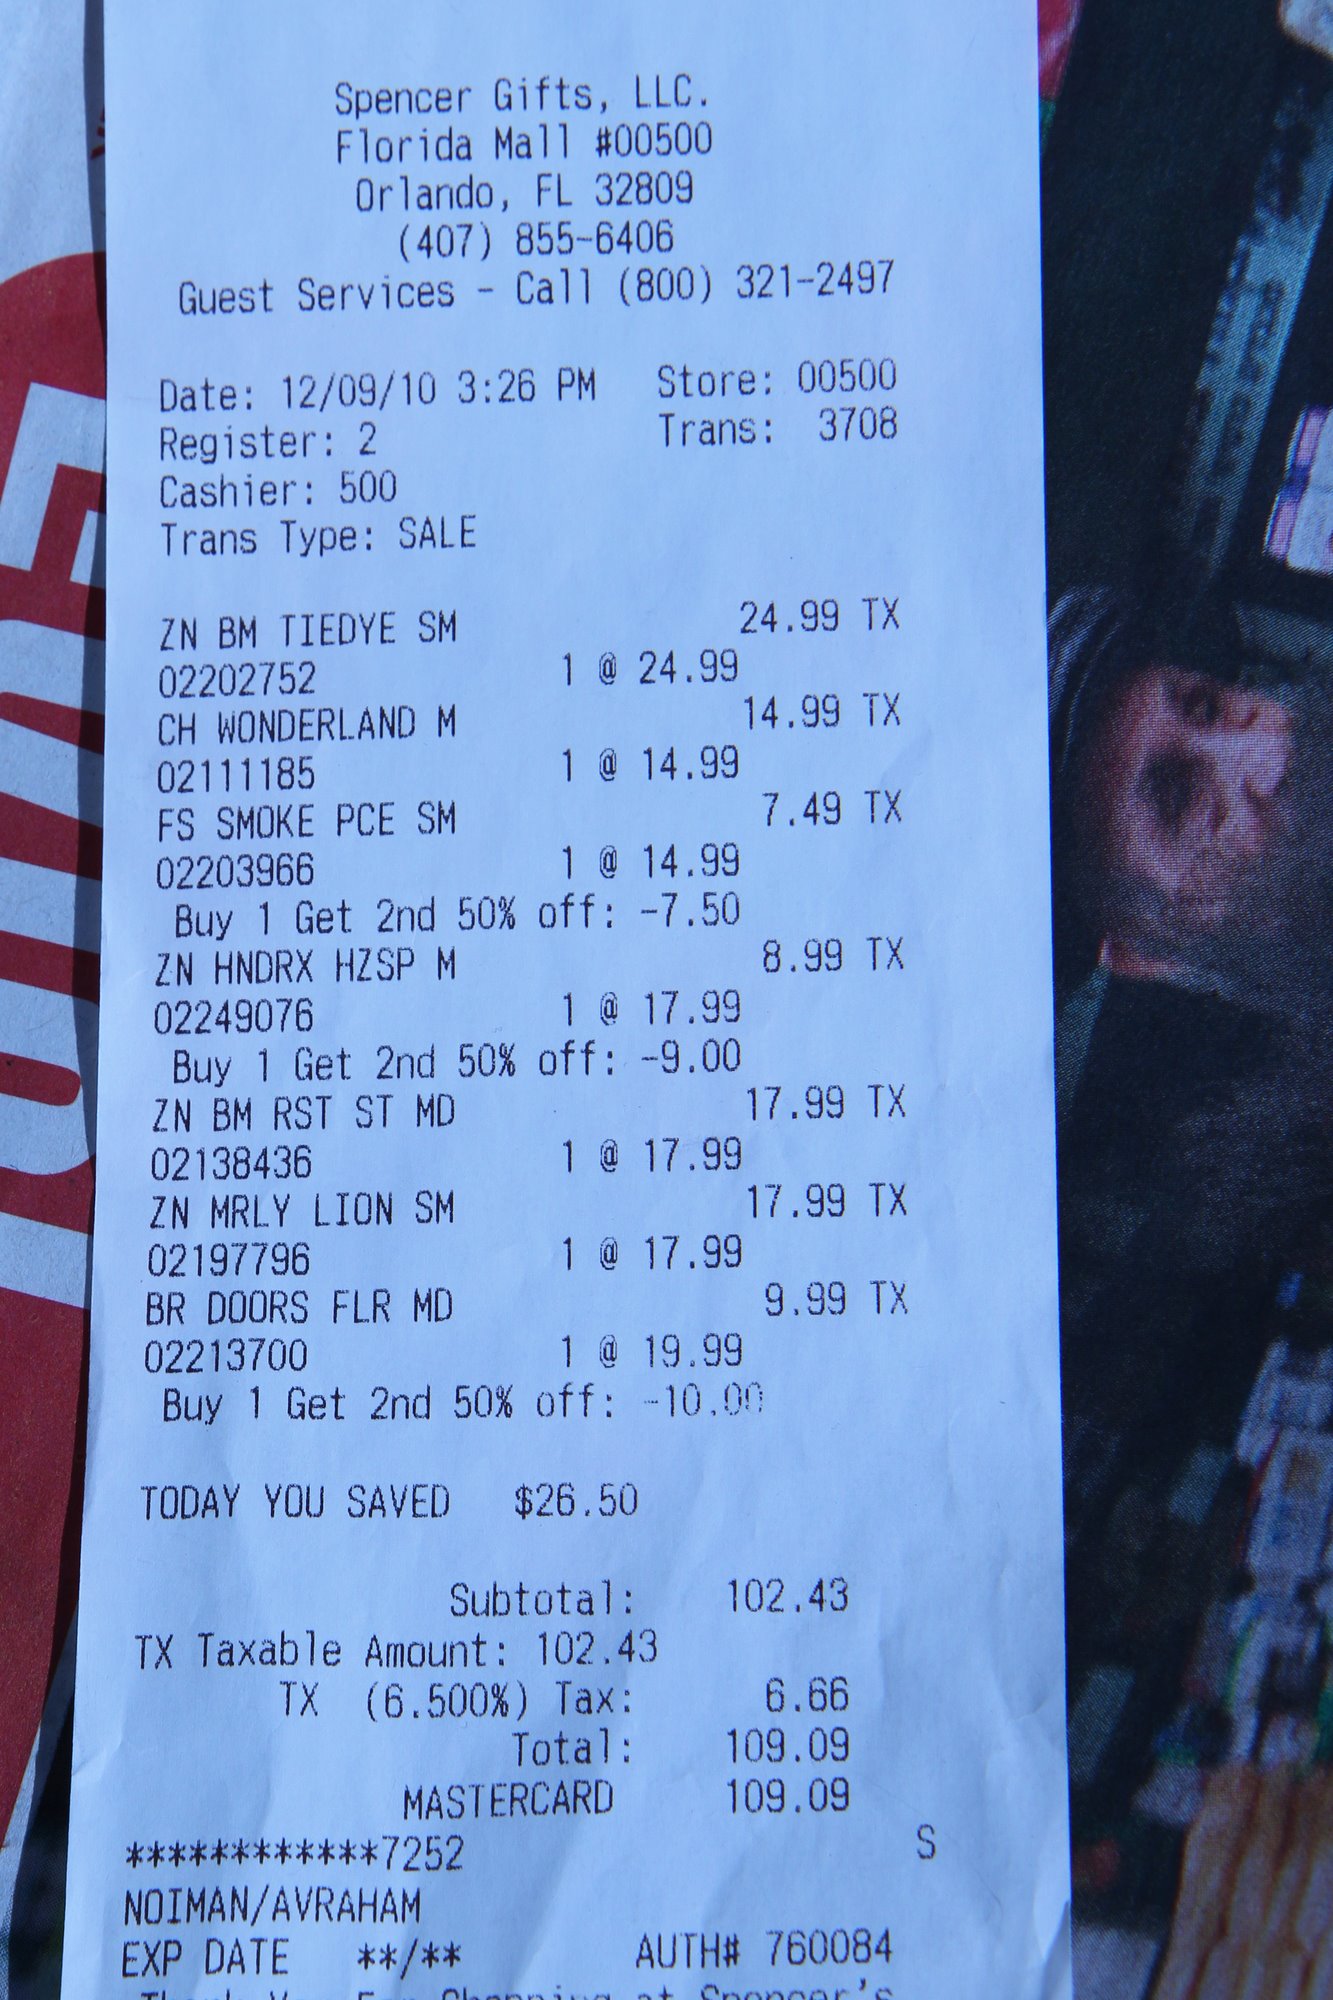 Spencer Gifts, LLC.
Florida Mall #00500
Orlando, FL 32809
(407) 855-6406
Guest Services - Call (800) 321-2497
Date: 12/09/10 3:26 PM Store: 00500
Register: 2 Trans: 3708
Cashier: 500
Trans Type: SALE
ZN BM TIEDYE SM 24.99 TX
02202752 1 @ 24.99
CH WONDERLAND M 14.99 TX
02111185 1 @ 14.99
FS SMOKE PCE SM 7.49 TX
02203966 1 @ 14.99
Buy 1 Get 2nd 50% off: -7.50
ZN HNDRX HZSP M 8.99 TX
02249076 1 @ 17.99
Buy 1 Get 2nd 50% off: -9.00
ZN BM RST ST MD 17.99 TX
02138436 1 @ 17.99
ZN MRLY LION SM 17.99 TX
02197796 1 @ 17.99
BR DOORS FLR MD 9.99 TX
02213700 1 @ 19.99
Buy 1 Get 2nd 50% off: -10.00
TODAY YOU SAVED $26.50
Subtotal: 102.43
TX Taxable Amount: 102.43
TX (6.500%) Tax: 6.66
Total: 109.09
MASTERCARD 109.09
************7252 S
NOIMAN/AVRAHAM
EXP DATE **/** AUTH# 760084
Thank You For Shopping at Spencer's